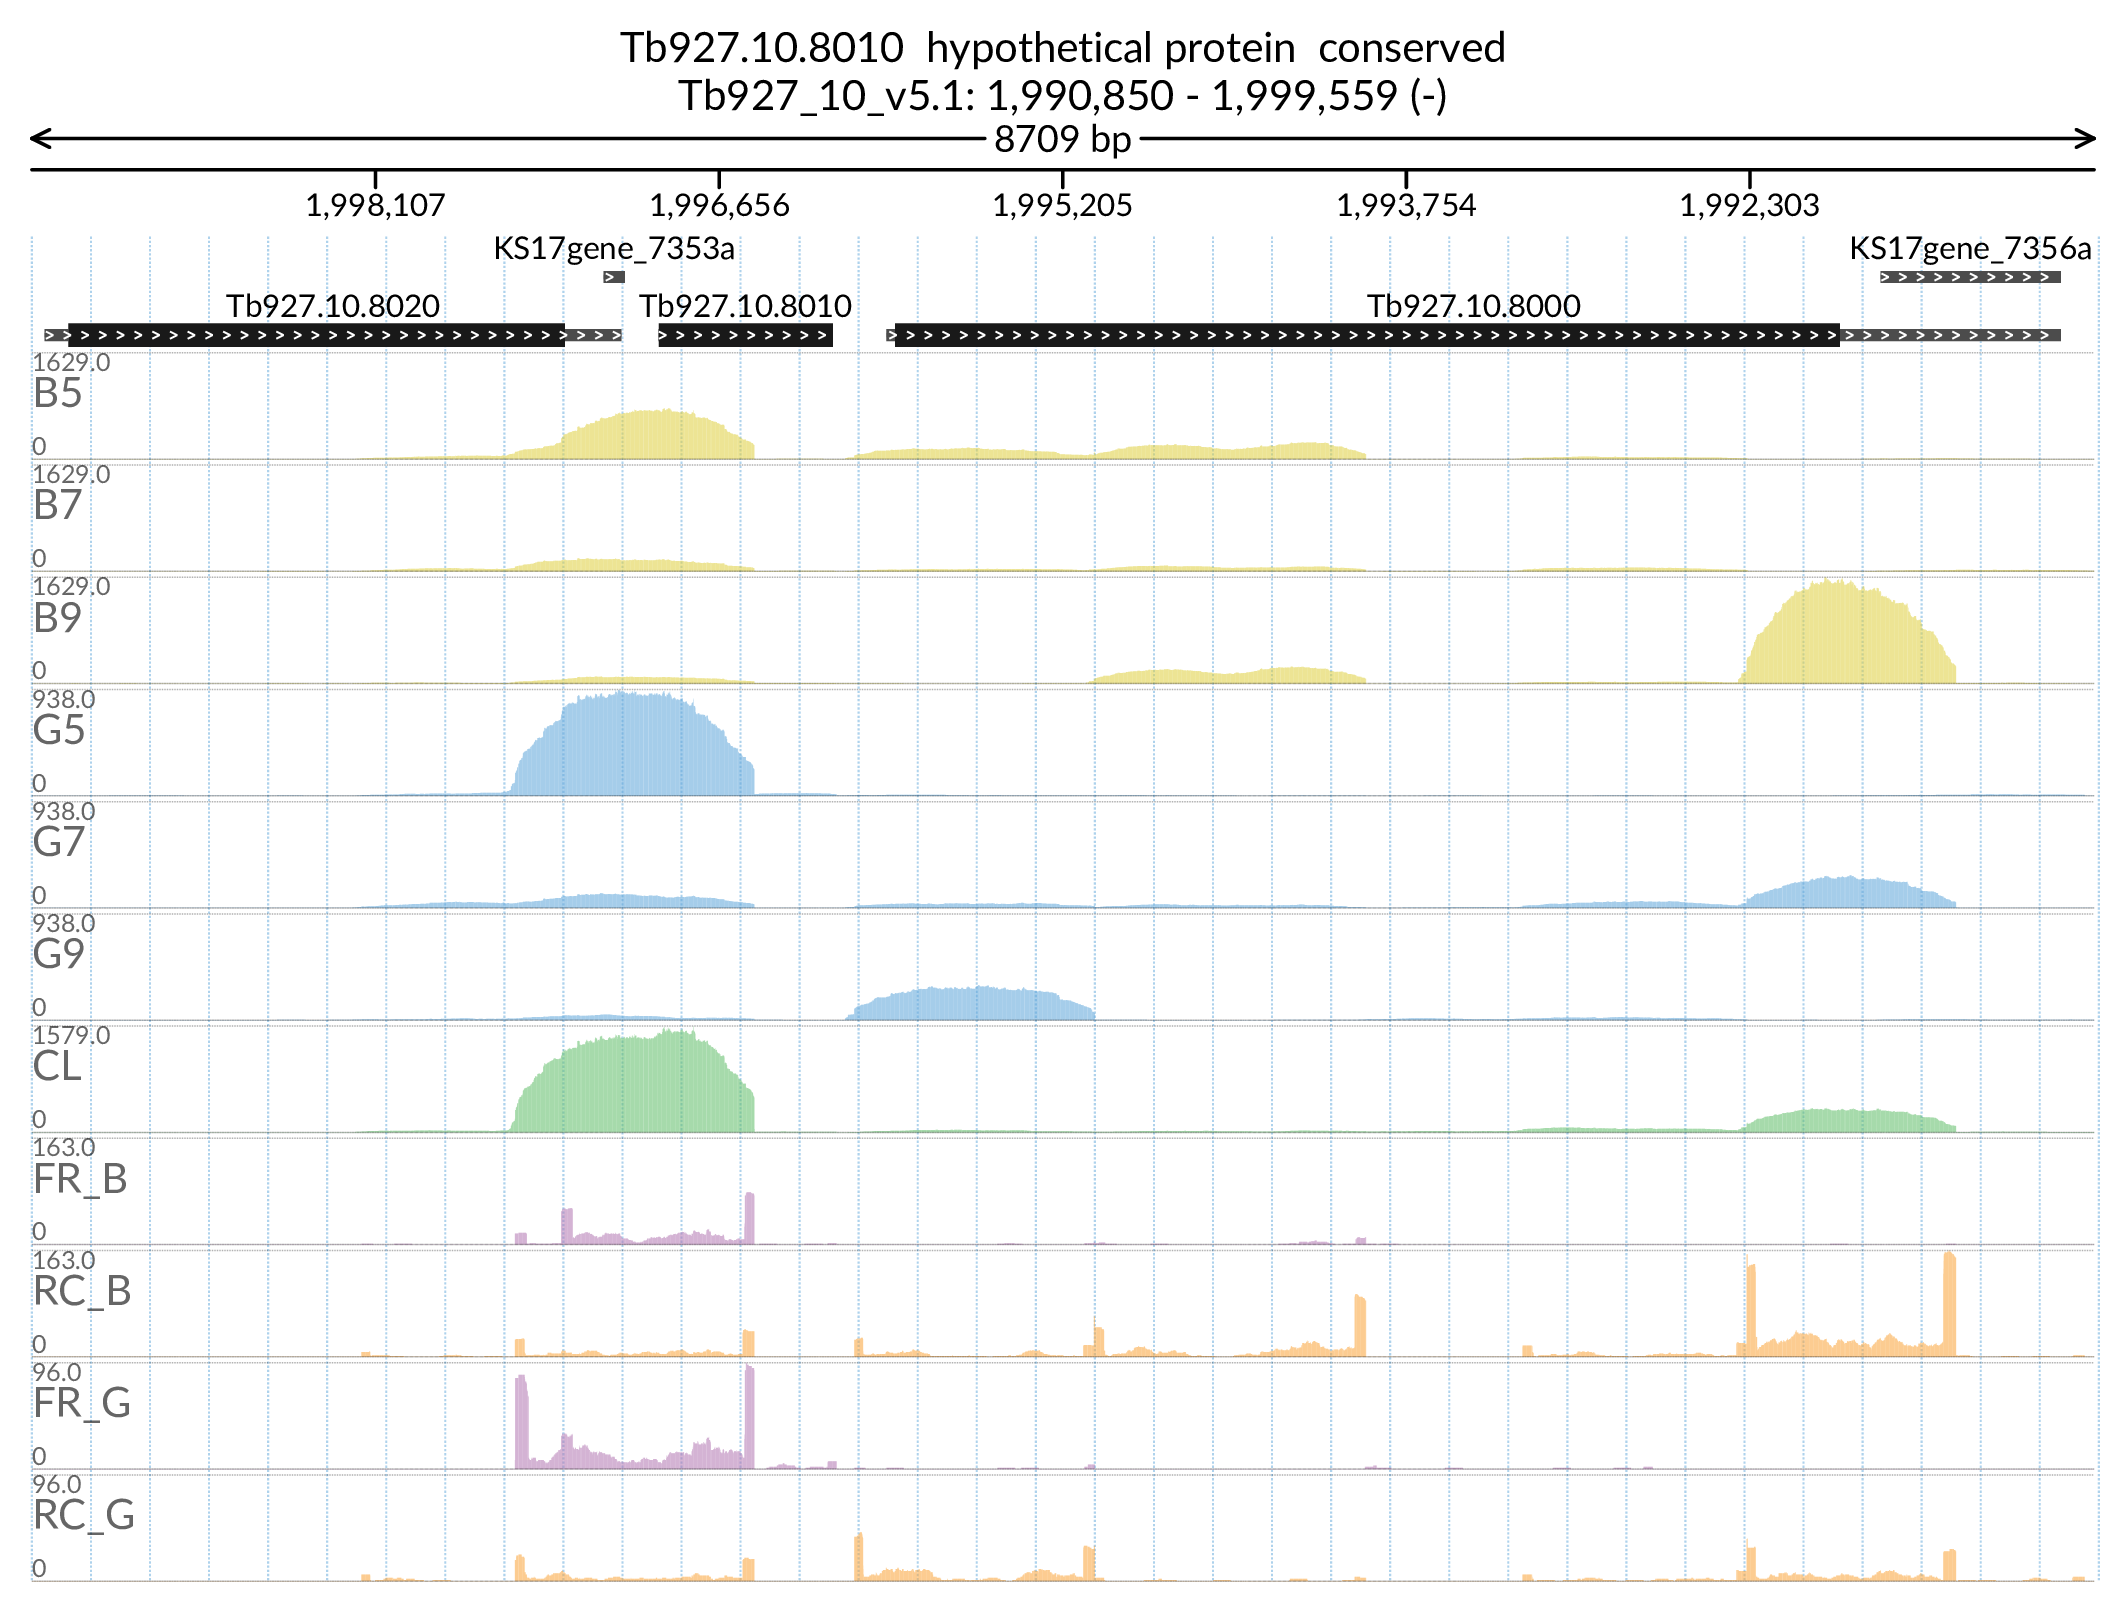 Tb927.10.8010  hypothetical protein  conserved
Tb927_10_v5.1: 1,990,850 - 1,999,559 (-)
8709 bp
1,998,107 1,996,656 1,995,205 1,993,754 1,992,303
KS17gene_7353a KS17gene_7356a
Tb927.10.8020 Tb927.10.8010 Tb927.10.8000
1629.0
B5
0
1629.0
B7
0
1629.0
B9
0
938.0
G5
0
938.0
G7
0
938.0
G9
0
1579.0
CL
0
163.0
FR_B
0
163.0
RC_B
0
96.0
FR_G
0
96.0
RC_G
0